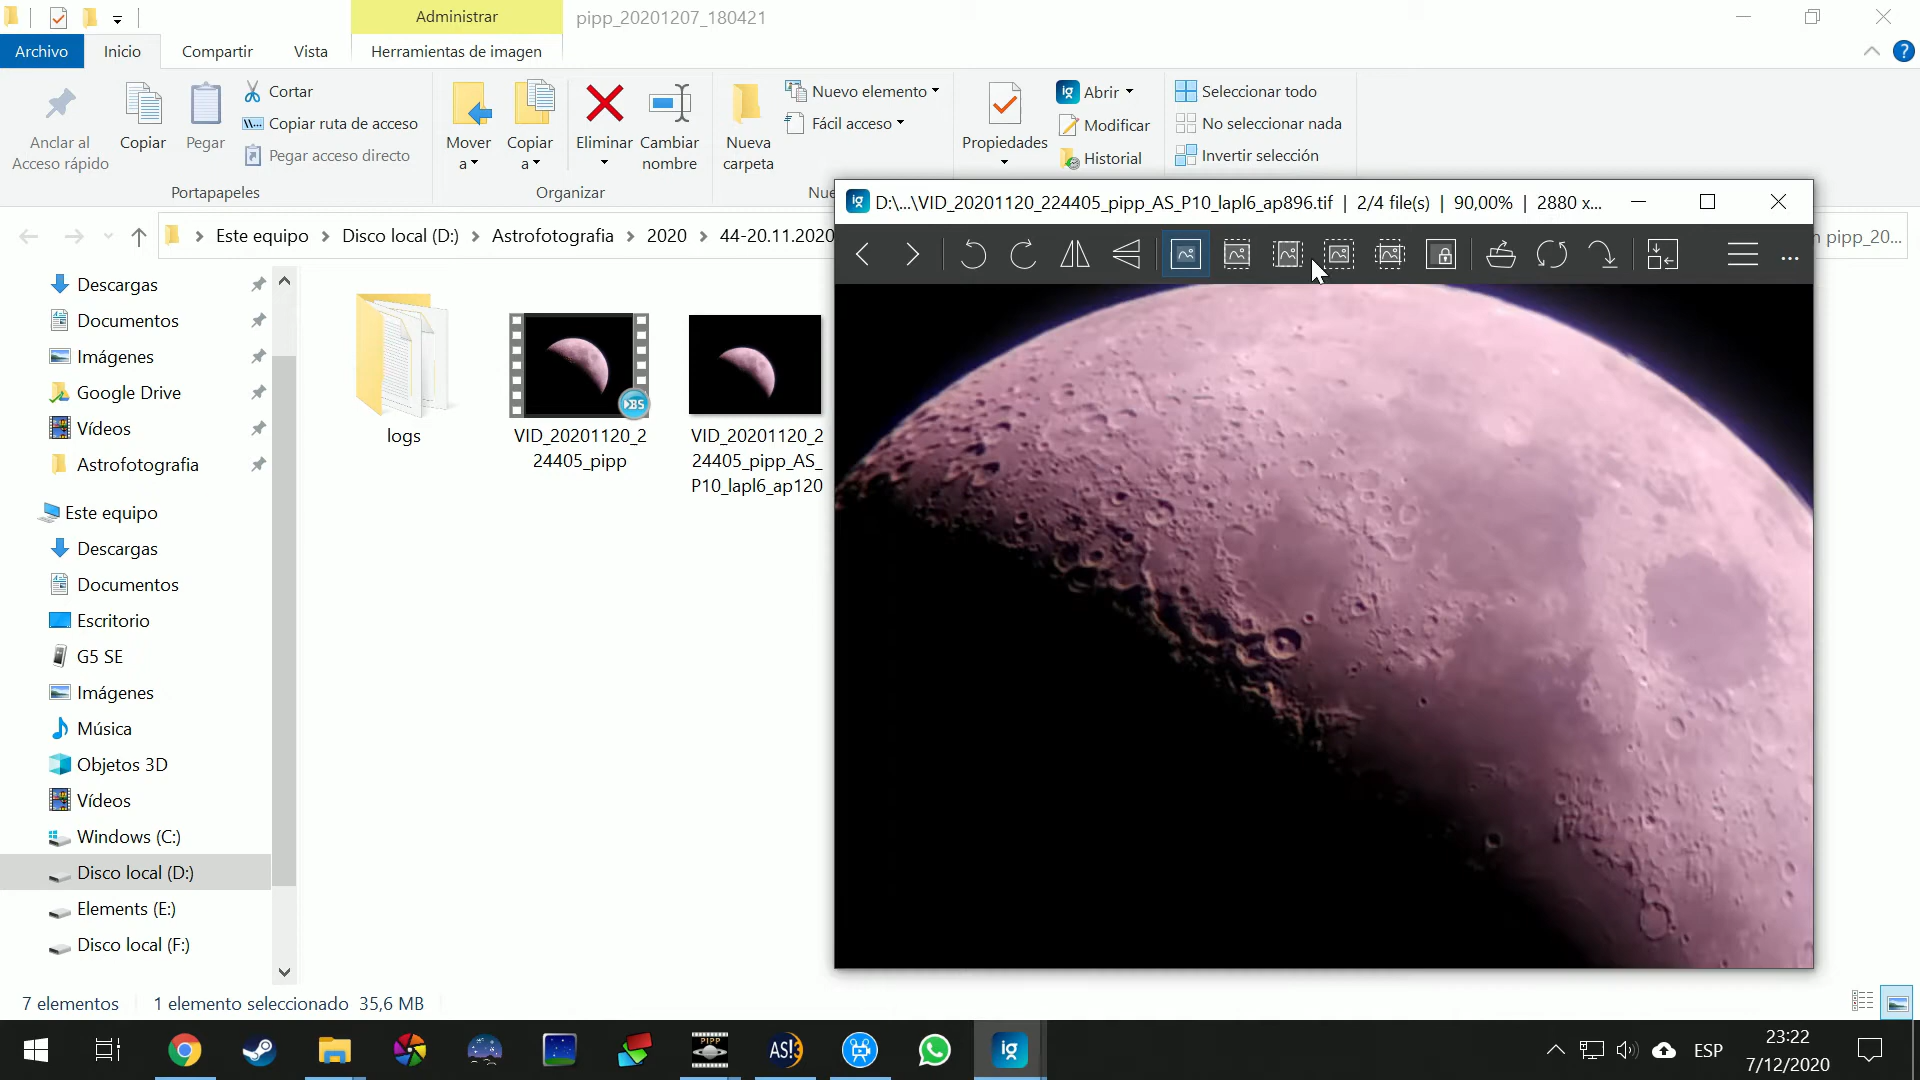 Administrar
pipp_20201207_180421
Archivo
Inicio
Compartir
Vista
Herramientas de imagen
Anclar al
Acceso rápido
Copiar
Pegar
Cortar
Copiar ruta de acceso
Pegar acceso directo
Portapapeles
Mover
a
Copiar
a
Eliminar
Cambiar
nombre
Organizar
Nueva
carpeta
Nuevo elemento
Fácil acceso
Propiedades
Abrir
Modificar
Historial
Seleccionar todo
No seleccionar nada
Invertir selección
Este equipo
Disco local (D:)
Astrofotografia
2020
44-20.11.2020
pipp_20...
D:\...\VID_20201120_224405_pipp_AS_P10_lapl6_ap896.tif | 2/4 file(s) | 90,00% | 2880 x...
Descargas
Documentos
Imágenes
Google Drive
Vídeos
Astrofotografia
Este equipo
Descargas
Documentos
Escritorio
G5 SE
Imágenes
Música
Objetos 3D
Vídeos
Windows (C:)
Disco local (D:)
Elements (E:)
Disco local (F:)
logs
BS
VID_20201120_2
24405_pipp
VID_20201120_2
24405_pipp_AS_
P10_lapl6_ap120
7 elementos
1 elemento seleccionado 35,6 MB
PIPP
AS!3
ig
ESP
23:22
7/12/2020